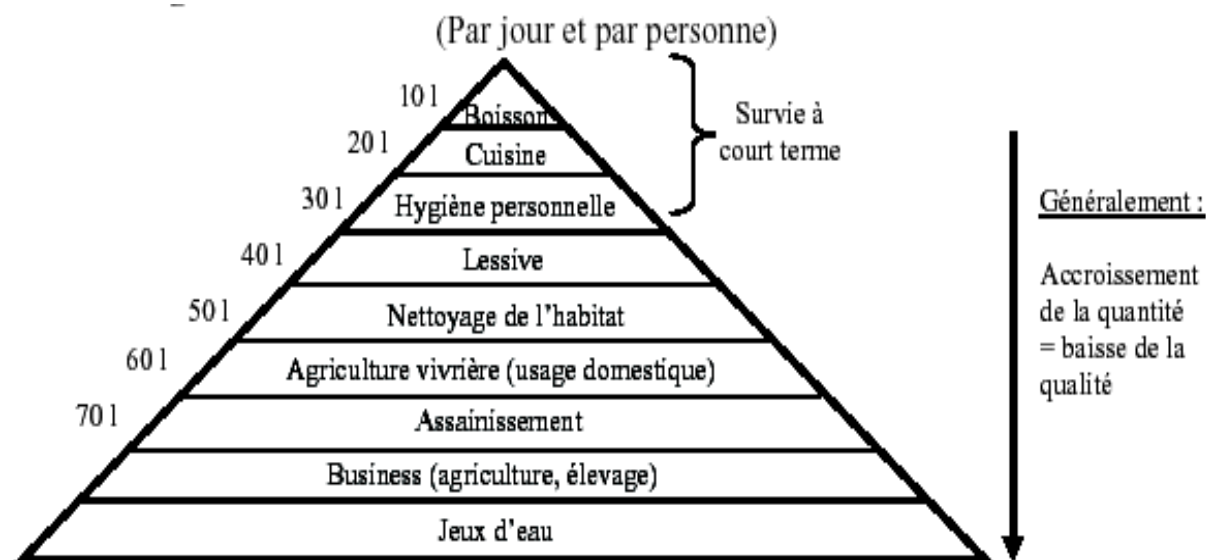 (Par jour et par personne)
10 l
Boisson
20 l
Cuisine
30 l
Hygiène personnelle
40 l
Lessive
50 l
Nettoyage de l'habitat
60 l
Agriculture vivrière (usage domestique)
70 l
Assainissement
Business (agriculture, élevage)
Jeux d'eau
Survie à
court terme
Généralement :
Accroissement
de la quantité
= baisse de la
qualité